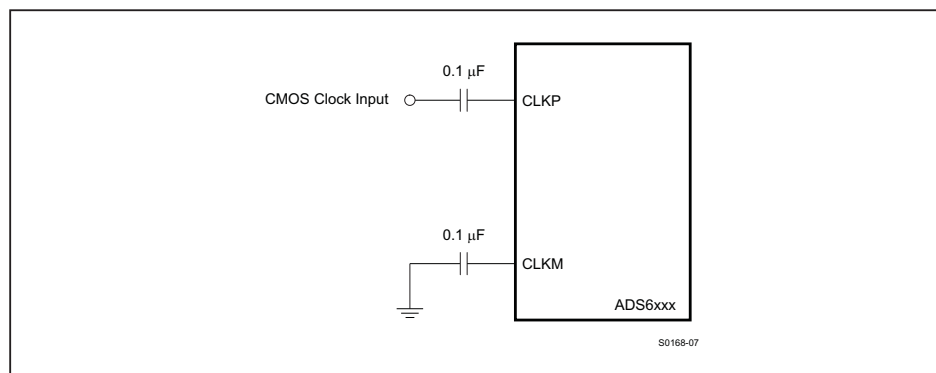 0.1 μF
CMOS Clock Input
CLKP
0.1 μF
CLKM
ADS6xxx
S0168-07